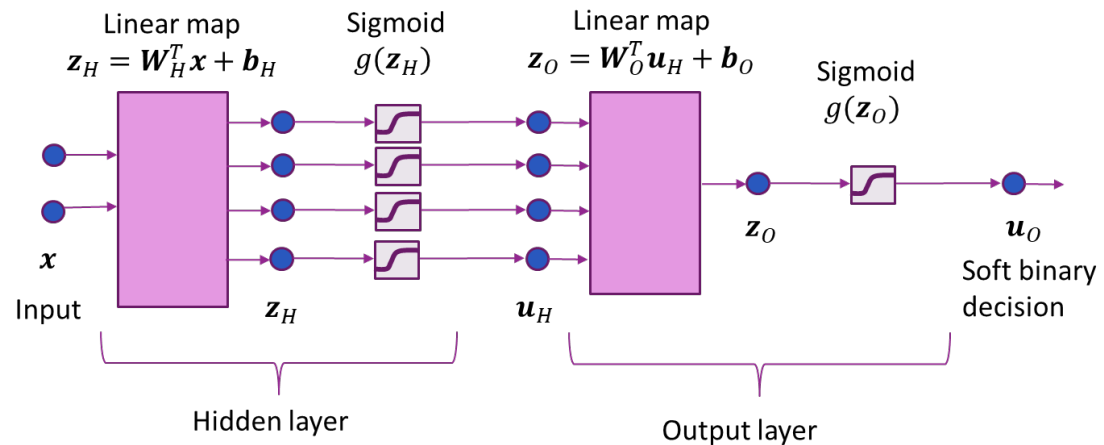 Linear map
𝒛_H = 𝑾_H^T 𝒙 + 𝒃_H
Sigmoid
g(𝒛_H)
Linear map
𝒛_O = 𝑾_O^T 𝒖_H + 𝒃_O
Sigmoid
g(𝒛_O)
𝒙
Input
𝒛_H
𝒖_H
𝒛_O
𝒖_O
Soft binary
decision
Hidden layer
Output layer